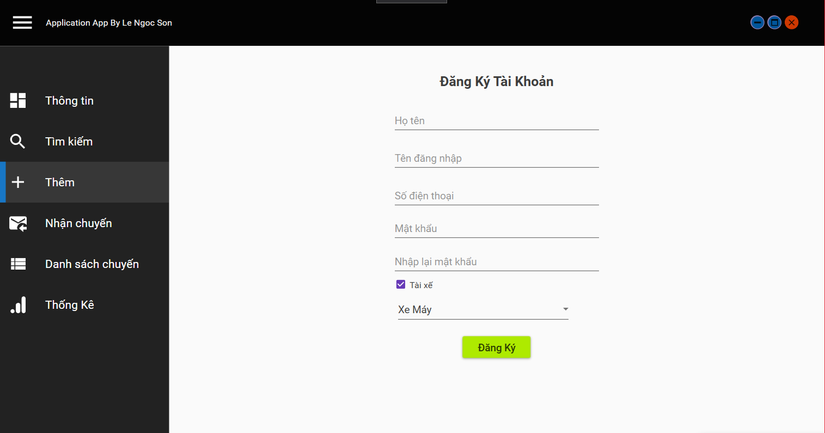 Application App By Le Ngoc Son
Thông tin
Tìm kiếm
Thêm
Nhận chuyến
Danh sách chuyến
Thống Kê
Đăng Ký Tài Khoản
Họ tên
Tên đăng nhập
Số điện thoại
Mật khẩu
Nhập lại mật khẩu
Tài xế
Xe Máy
Đăng Ký